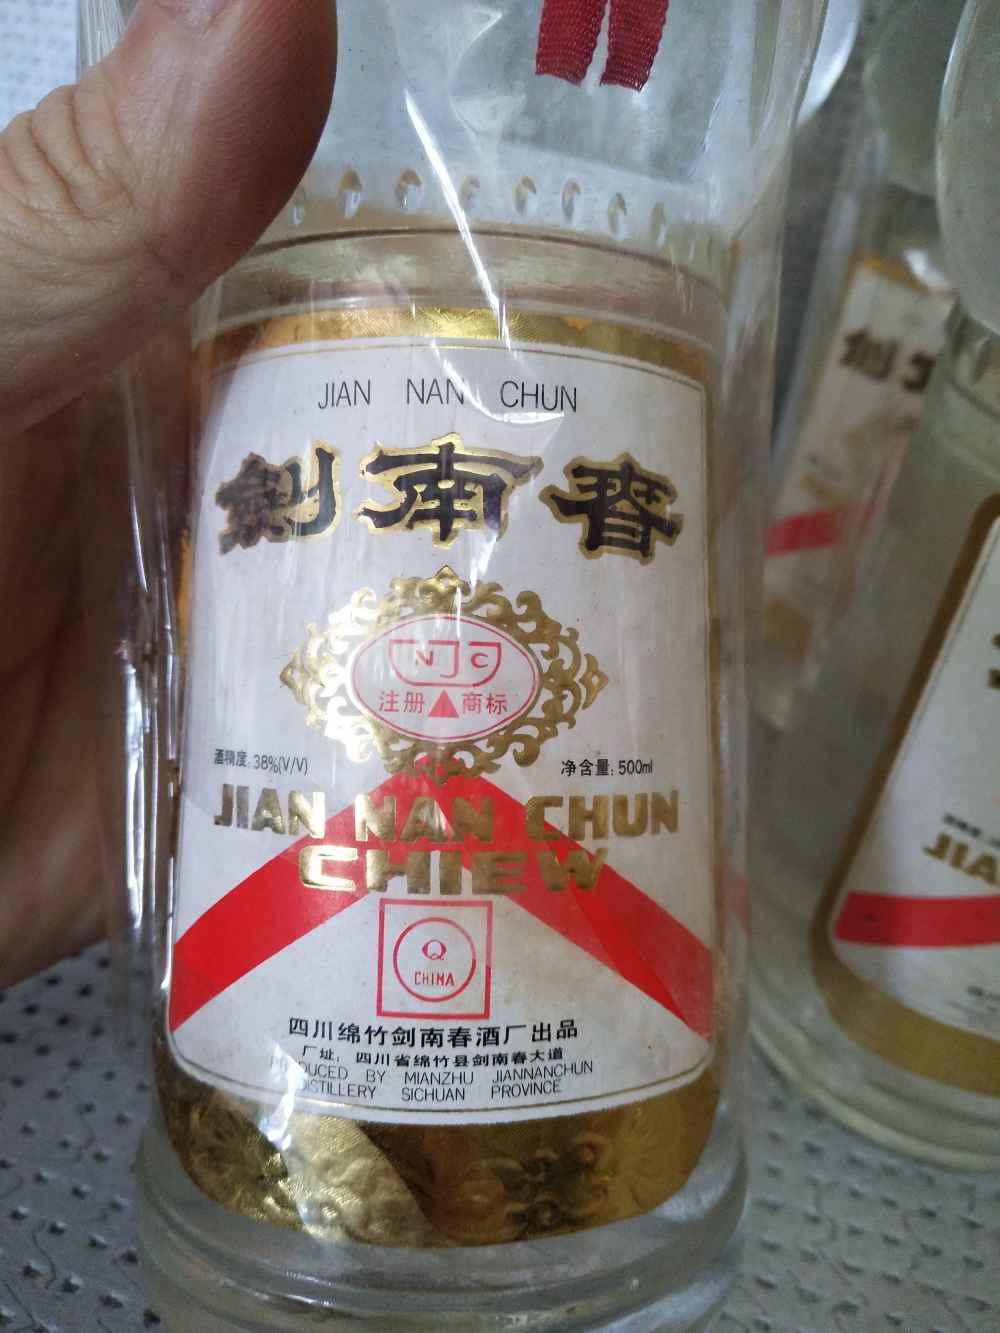 JIAN NAN CHUN
劍南春
NJC
注册 商标
酒精度: 38%(V/V) 净含量: 500ml
JIAN NAN CHUN
CHIEW
Q
CHINA
四川绵竹剑南春酒厂出品
厂址: 四川省绵竹县剑南春大道
PRODUCED BY MIANZHU JIANNANCHUN
DISTILLERY SICHUAN PROVINCE
JIA